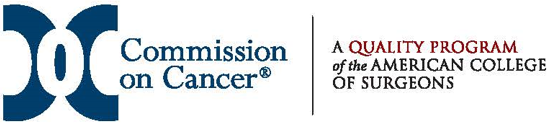 Commission
on Cancer®
A QUALITY PROGRAM
of the AMERICAN COLLEGE
OF SURGEONS